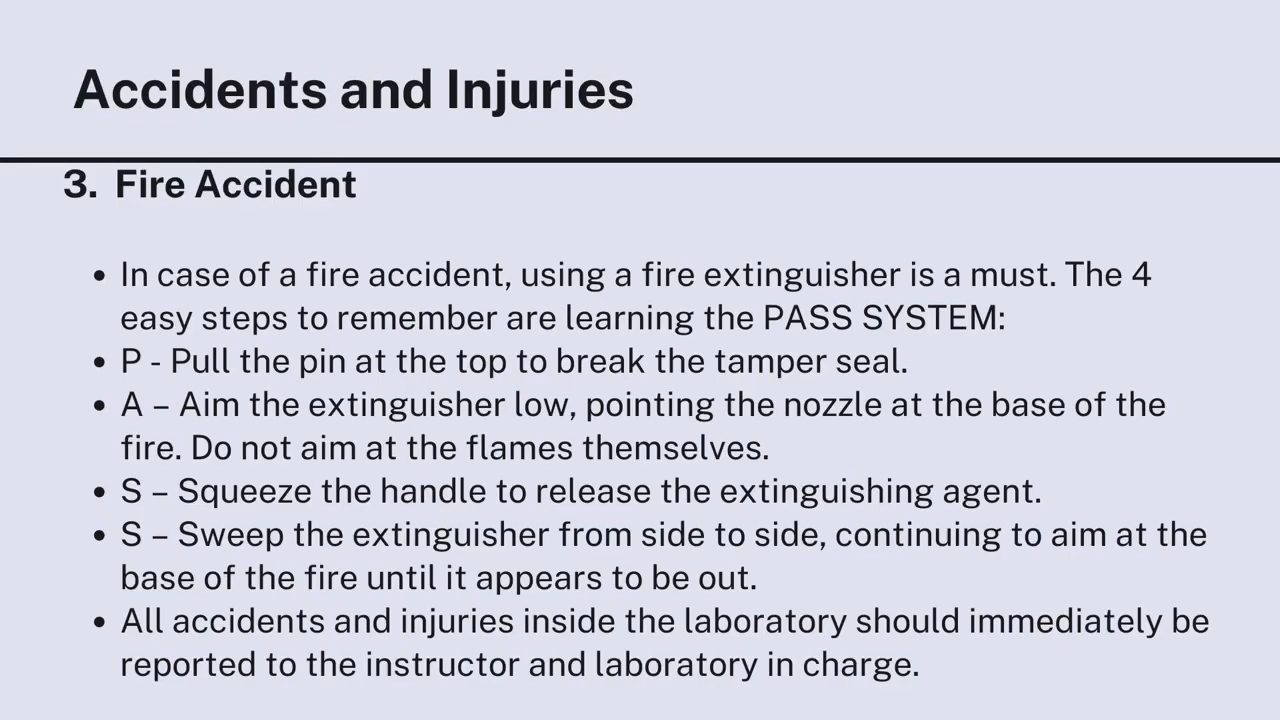 Accidents and Injuries
3. Fire Accident
• In case of a fire accident, using a fire extinguisher is a must. The 4
easy steps to remember are learning the PASS SYSTEM:
• P - Pull the pin at the top to break the tamper seal.
• A – Aim the extinguisher low, pointing the nozzle at the base of the
fire. Do not aim at the flames themselves.
• S – Squeeze the handle to release the extinguishing agent.
• S – Sweep the extinguisher from side to side, continuing to aim at the
base of the fire until it appears to be out.
• All accidents and injuries inside the laboratory should immediately be
reported to the instructor and laboratory in charge.